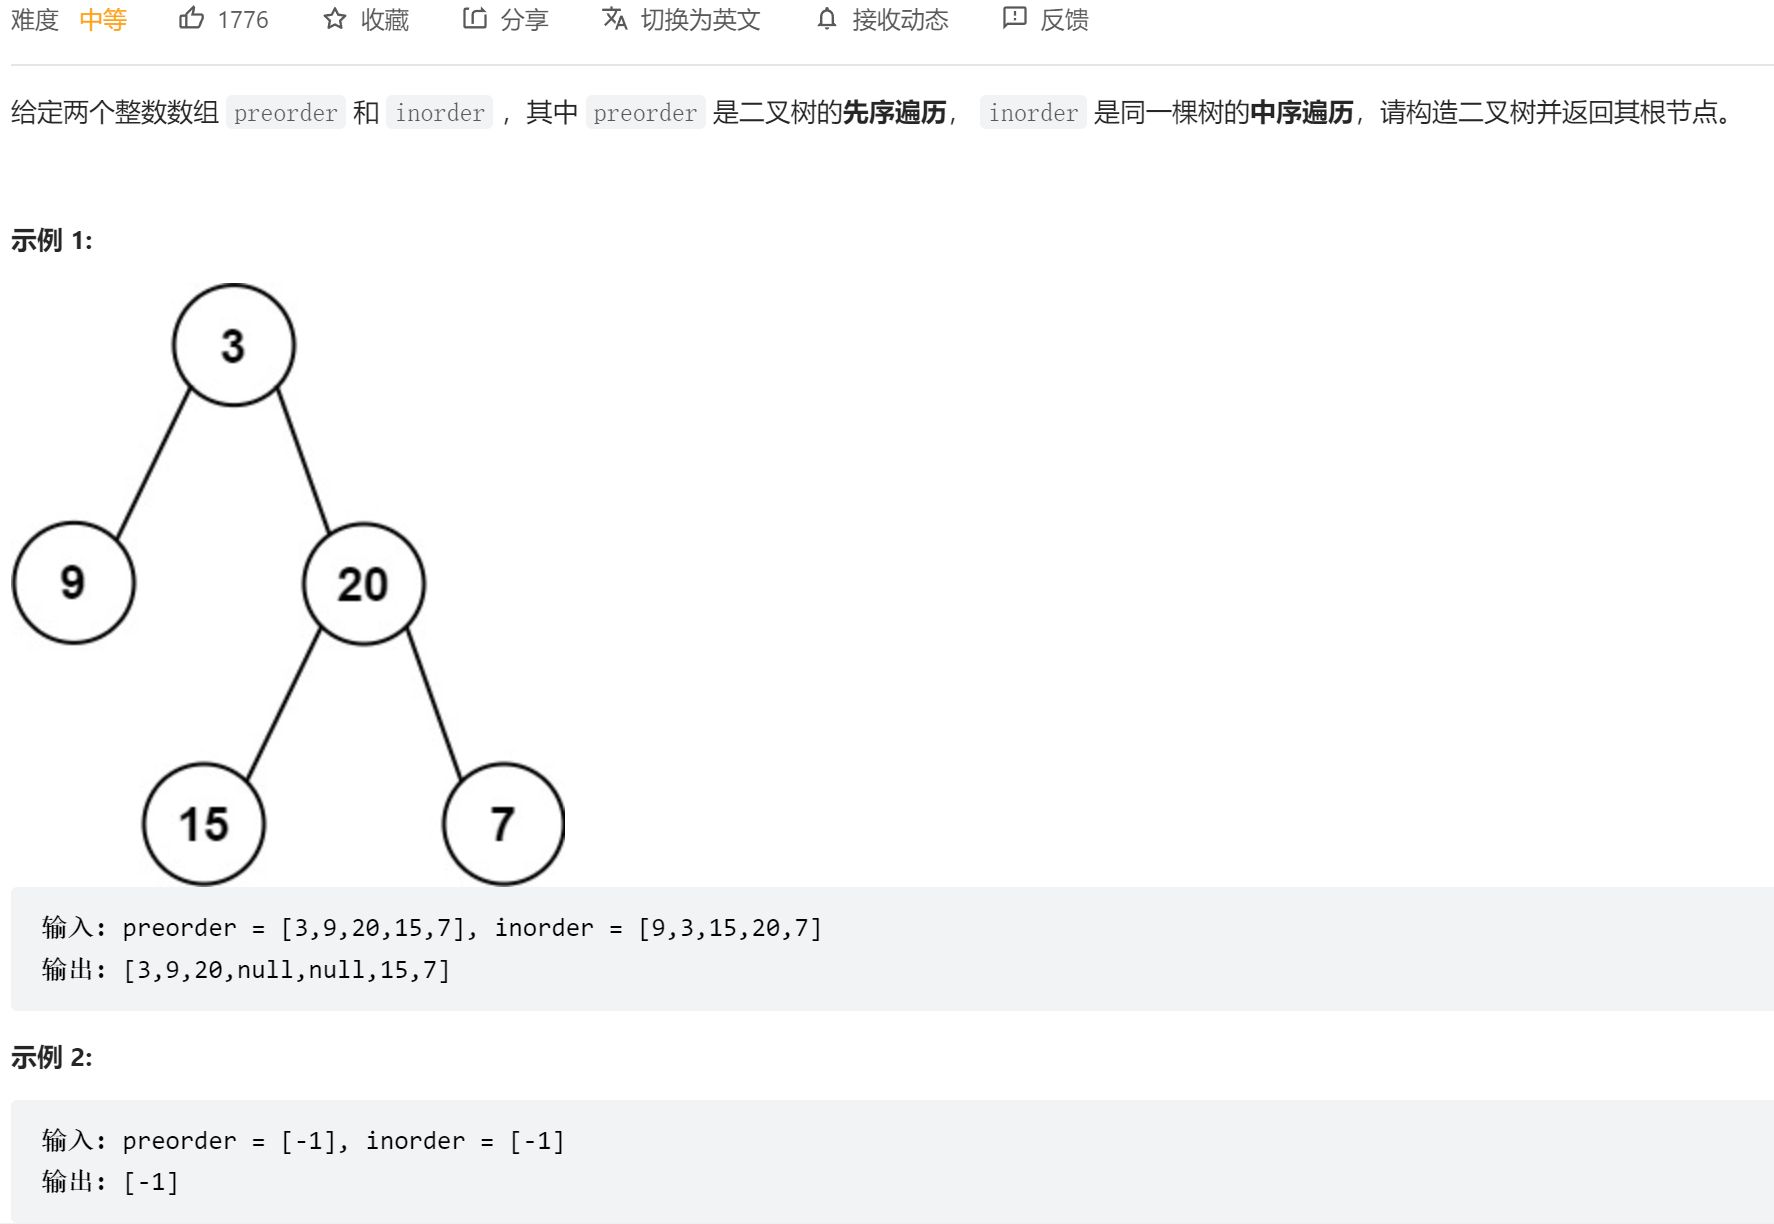 难度 中等 1776 收藏 分享 切换为英文 接收动态 反馈
给定两个整数数组 preorder 和 inorder ，其中 preorder 是二叉树的先序遍历， inorder 是同一棵树的中序遍历，请构造二叉树并返回其根节点。
示例 1:
3
9 20
15 7
输入: preorder = [3,9,20,15,7], inorder = [9,3,15,20,7]
输出: [3,9,20,null,null,15,7]
示例 2:
输入: preorder = [-1], inorder = [-1]
输出: [-1]